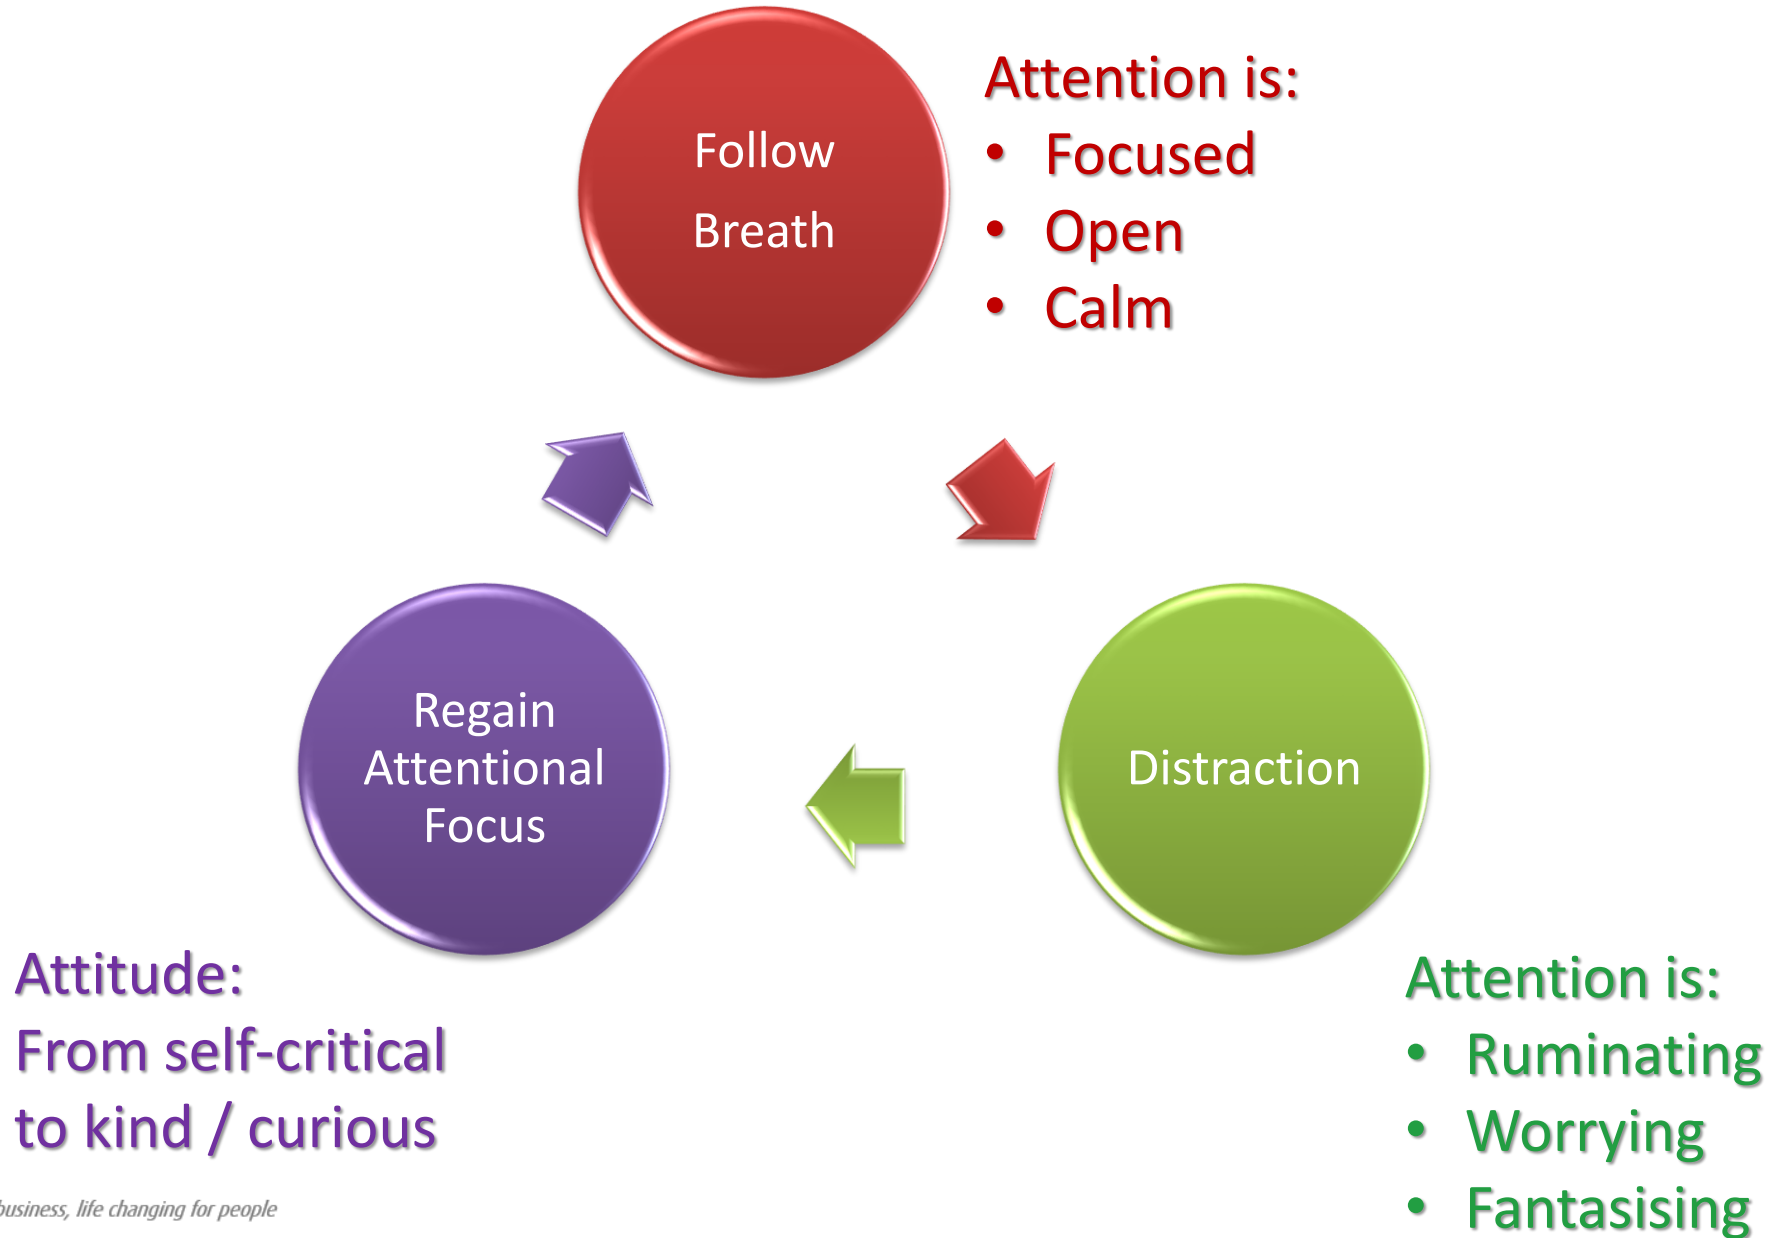 Follow
Breath
Attention is:
• Focused
• Open
• Calm
Regain
Attentional
Focus
Distraction
Attitude:
From self-critical
to kind / curious
Attention is:
• Ruminating
• Worrying
• Fantasising
business, life changing for people